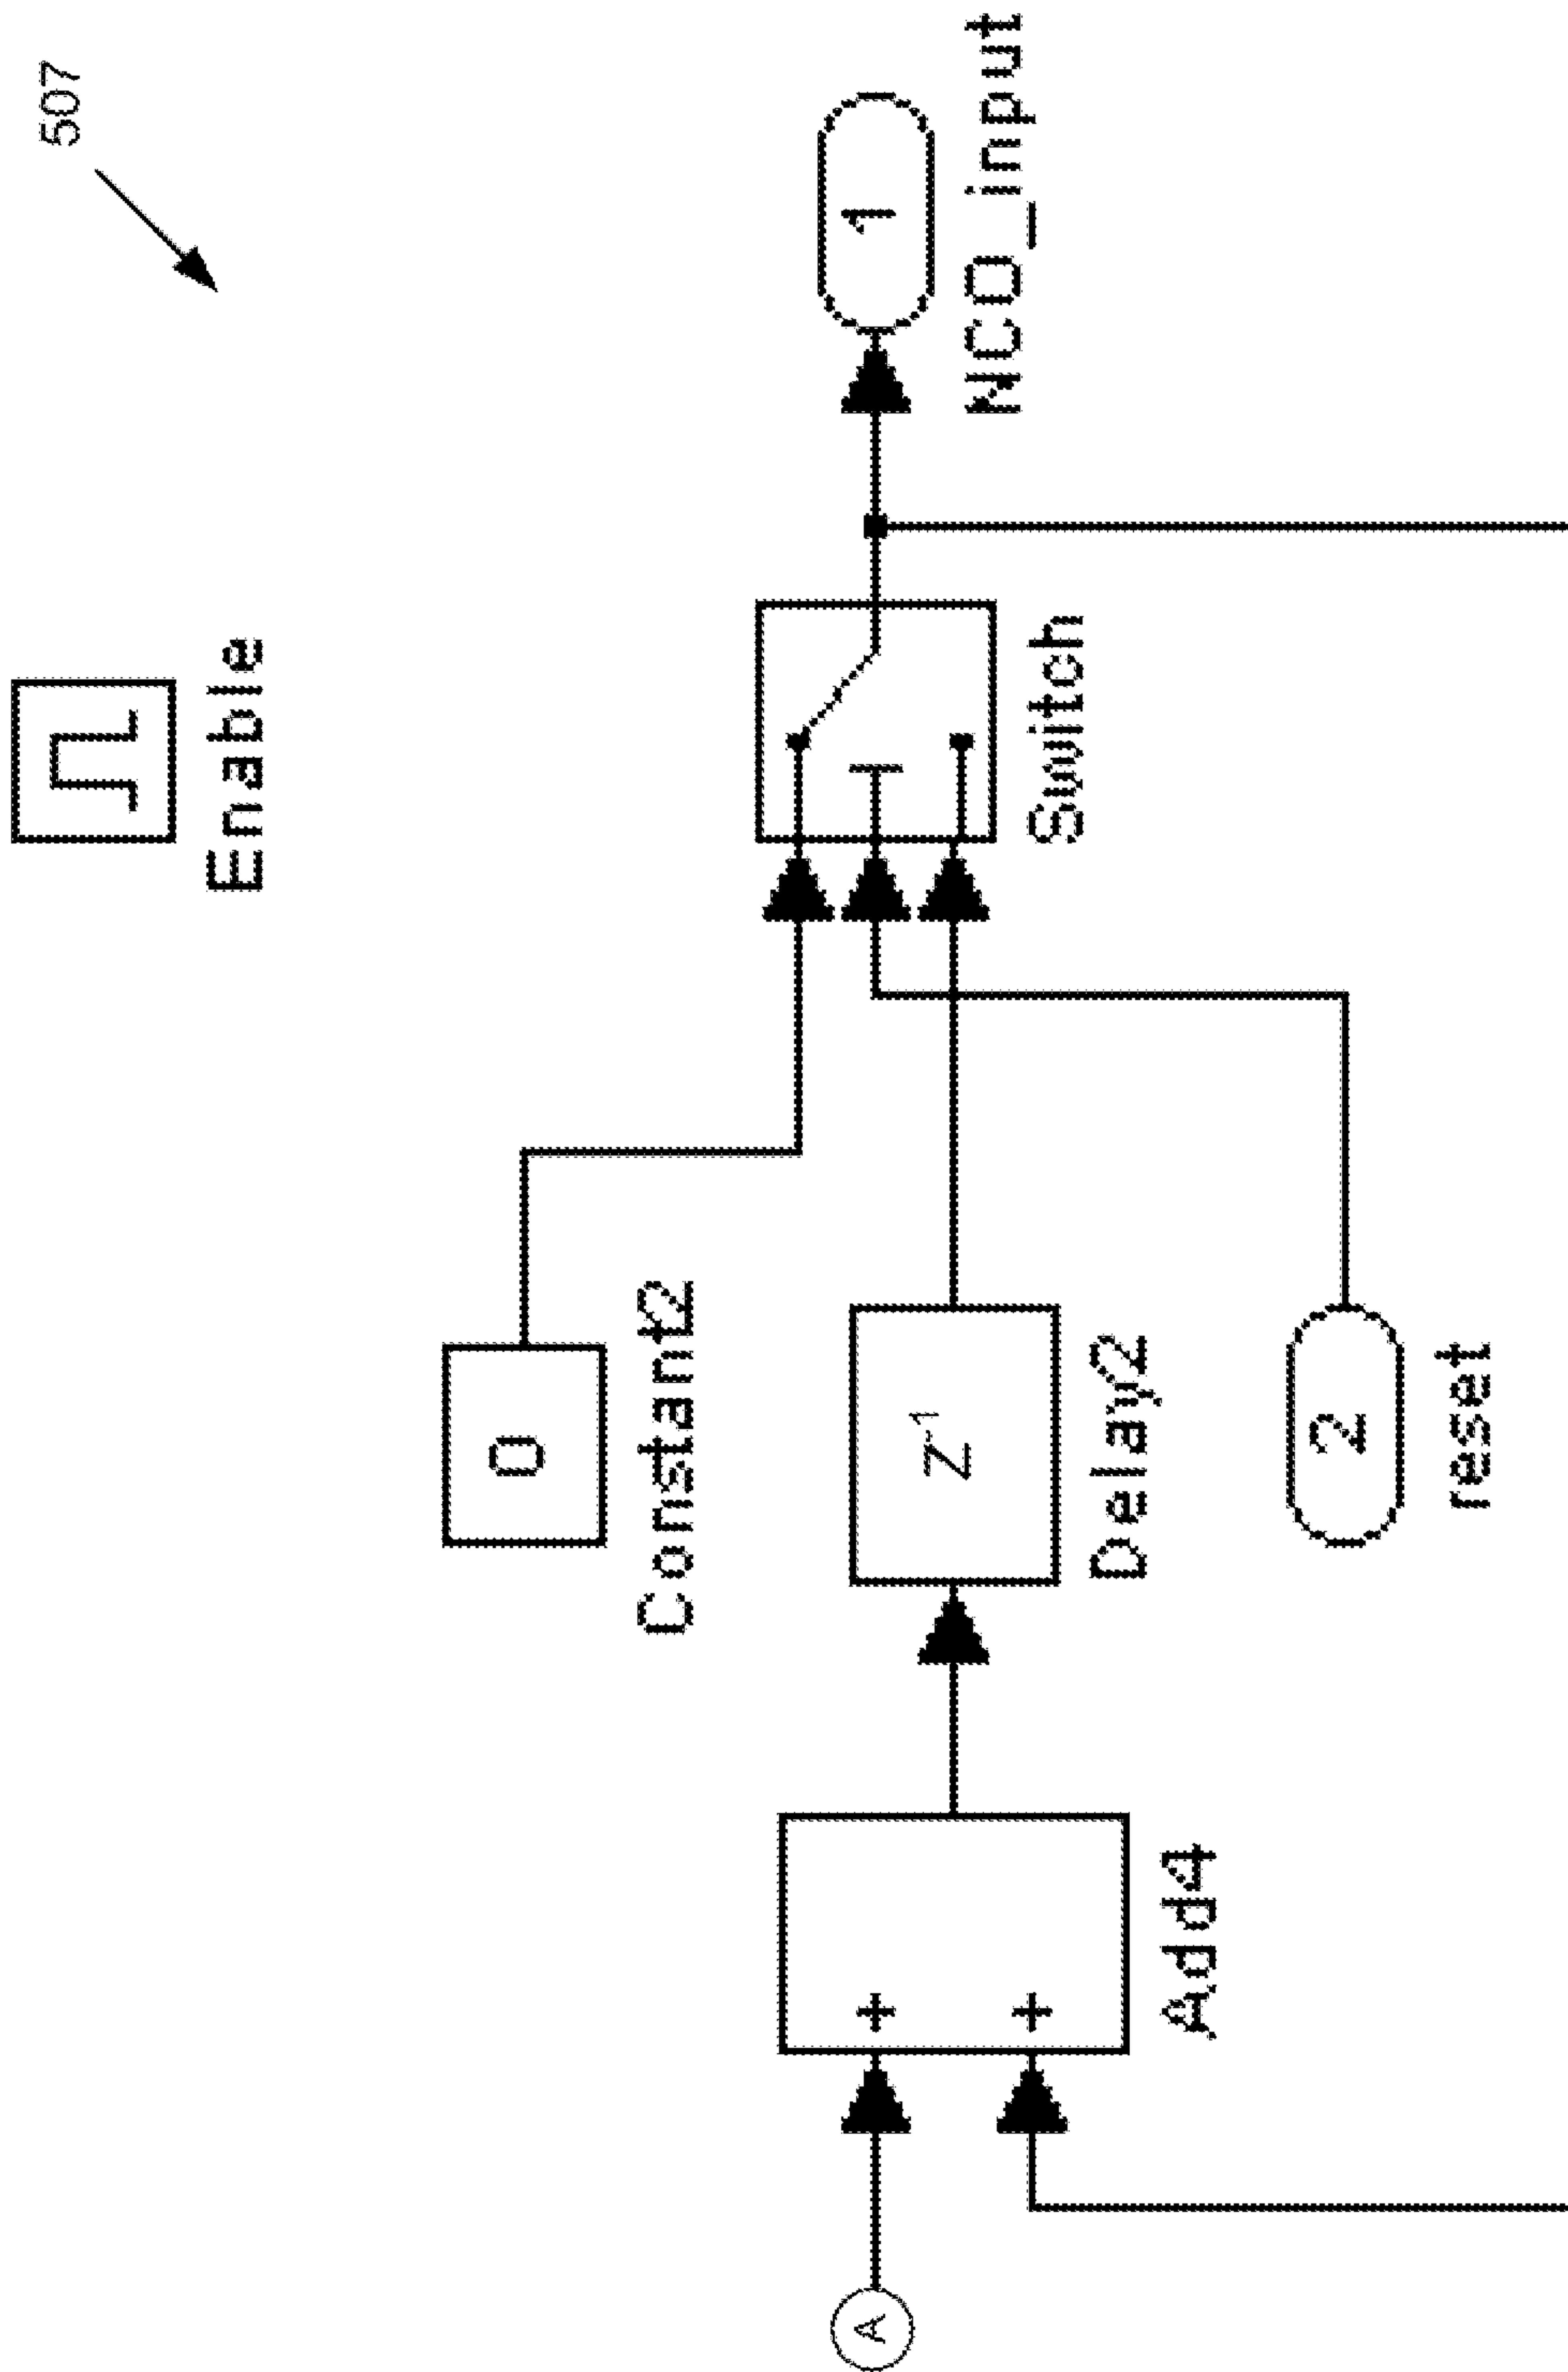 507
Enable
0
Constant2
1
NCO_input
Switch
A
+
+
Add4
Z-1
Delay2
2
reset